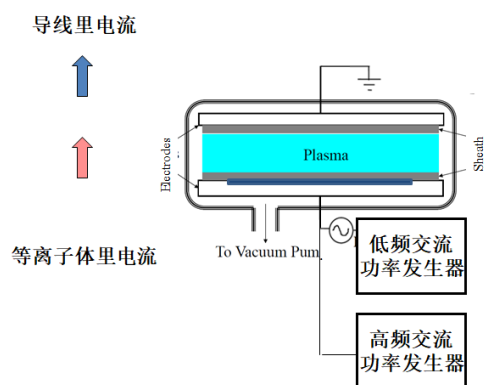 导线里电流
Electrodes
Plasma
Sheath
等离子体里电流
To Vacuum Pum
低频交流
功率发生器
高频交流
功率发生器